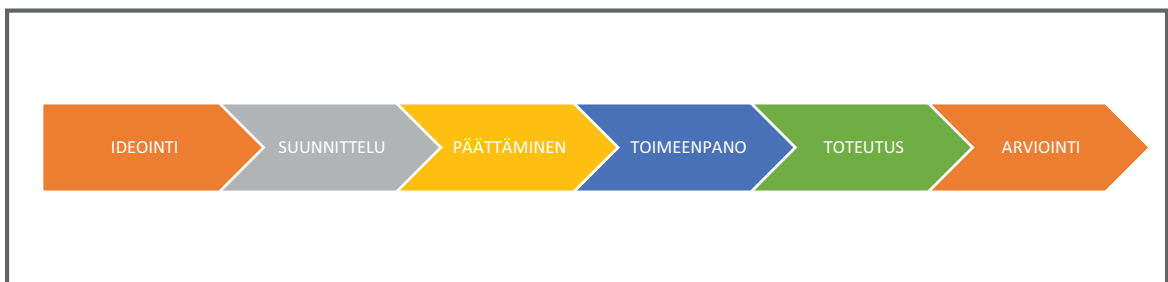 IDEOINTI
SUUNNITTELU
PÄÄTTÄMINEN
TOIMEENPANO
TOTEUTUS
ARVIOINTI